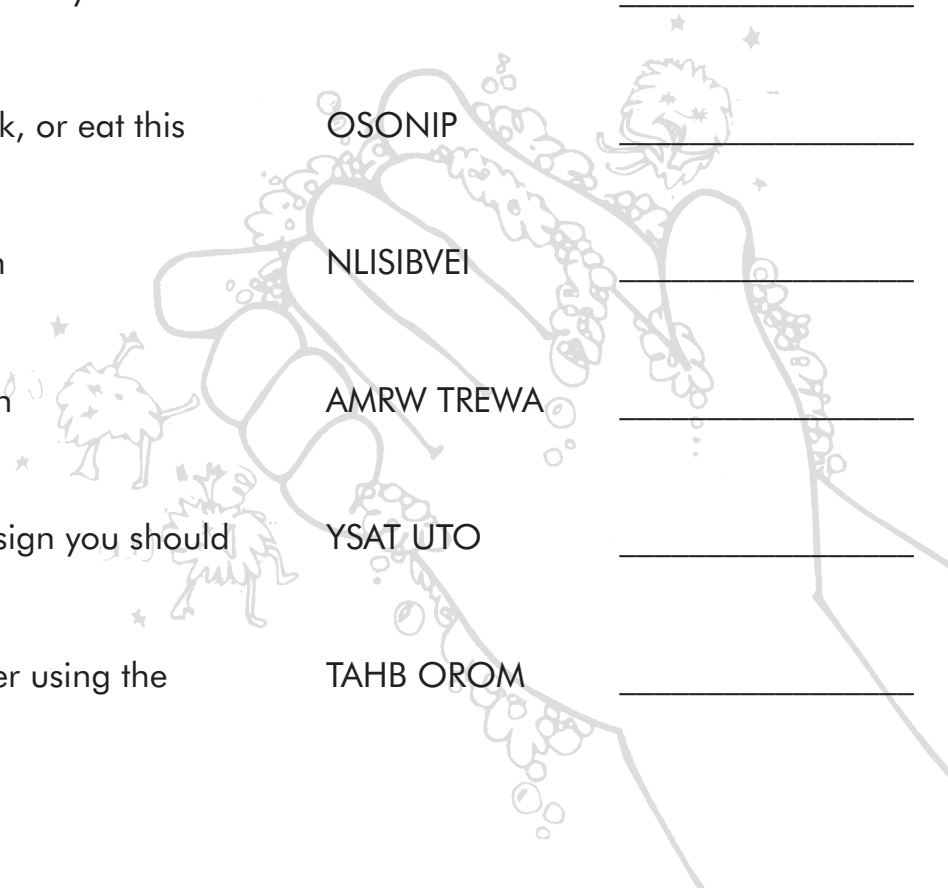 k, or eat this OSONIP
NLISIBVEI
AMRW TREWA
sign you should YSAT UTO
er using the TAHB OROM